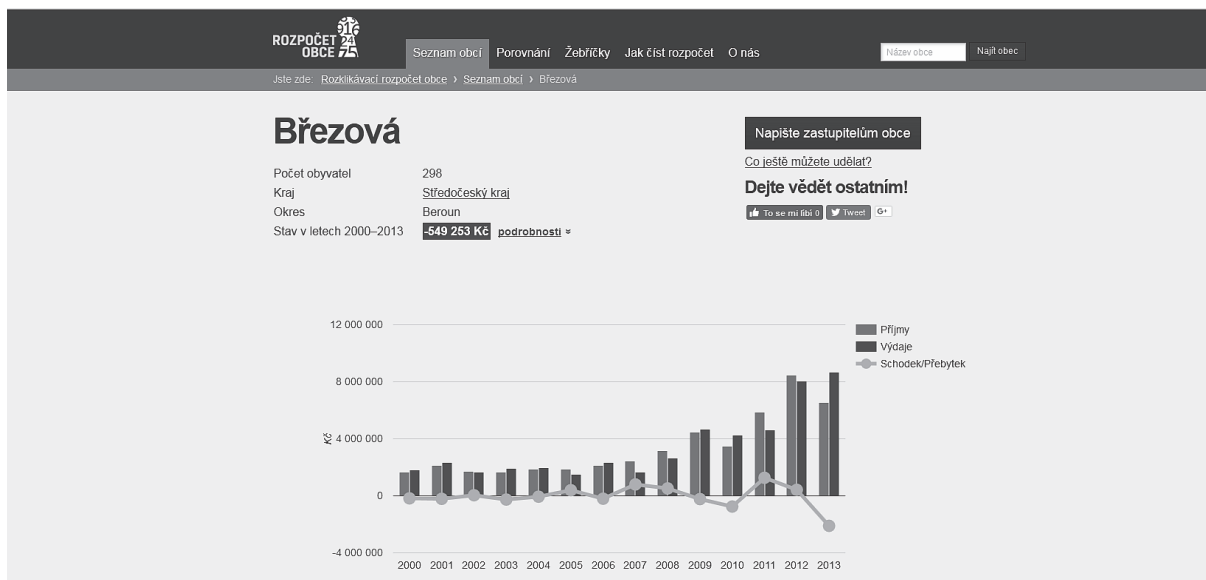 ROZPOČET
OBCE
Seznam obcí Porovnání Žebříčky Jak číst rozpočet O nás
Název obce Najít obec
Jste zde: Rozklikávací rozpočet obce › Seznam obcí › Březová
Březová
Počet obyvatel 298
Kraj Středočeský kraj
Okres Beroun
Stav v letech 2000–2013 -549 253 Kč podrobnosti
Napište zastupitelům obce
Co ještě můžete udělat?
Dejte vědět ostatním!
To se mi líbí 0 Tweet G+
12 000 000
8 000 000
4 000 000
0
-4 000 000
Kč
2000 2001 2002 2003 2004 2005 2006 2007 2008 2009 2010 2011 2012 2013
Příjmy
Výdaje
Schodek/Přebytek